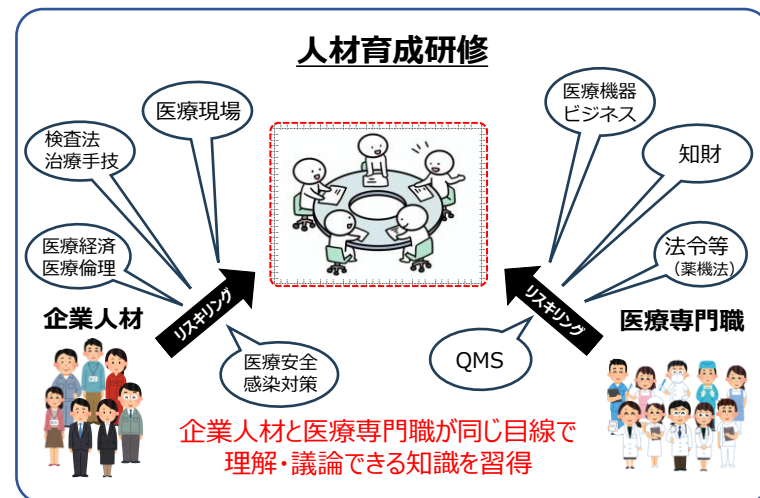 人材育成研修
医療現場
検査法
治療手技
医療経済
医療倫理
リスキリング
企業人材
医療安全
感染対策
医療機器
ビジネス
知財
法令等
（薬機法）
リスキリング
医療専門職
QMS
企業人材と医療専門職が同じ目線で
理解・議論できる知識を習得